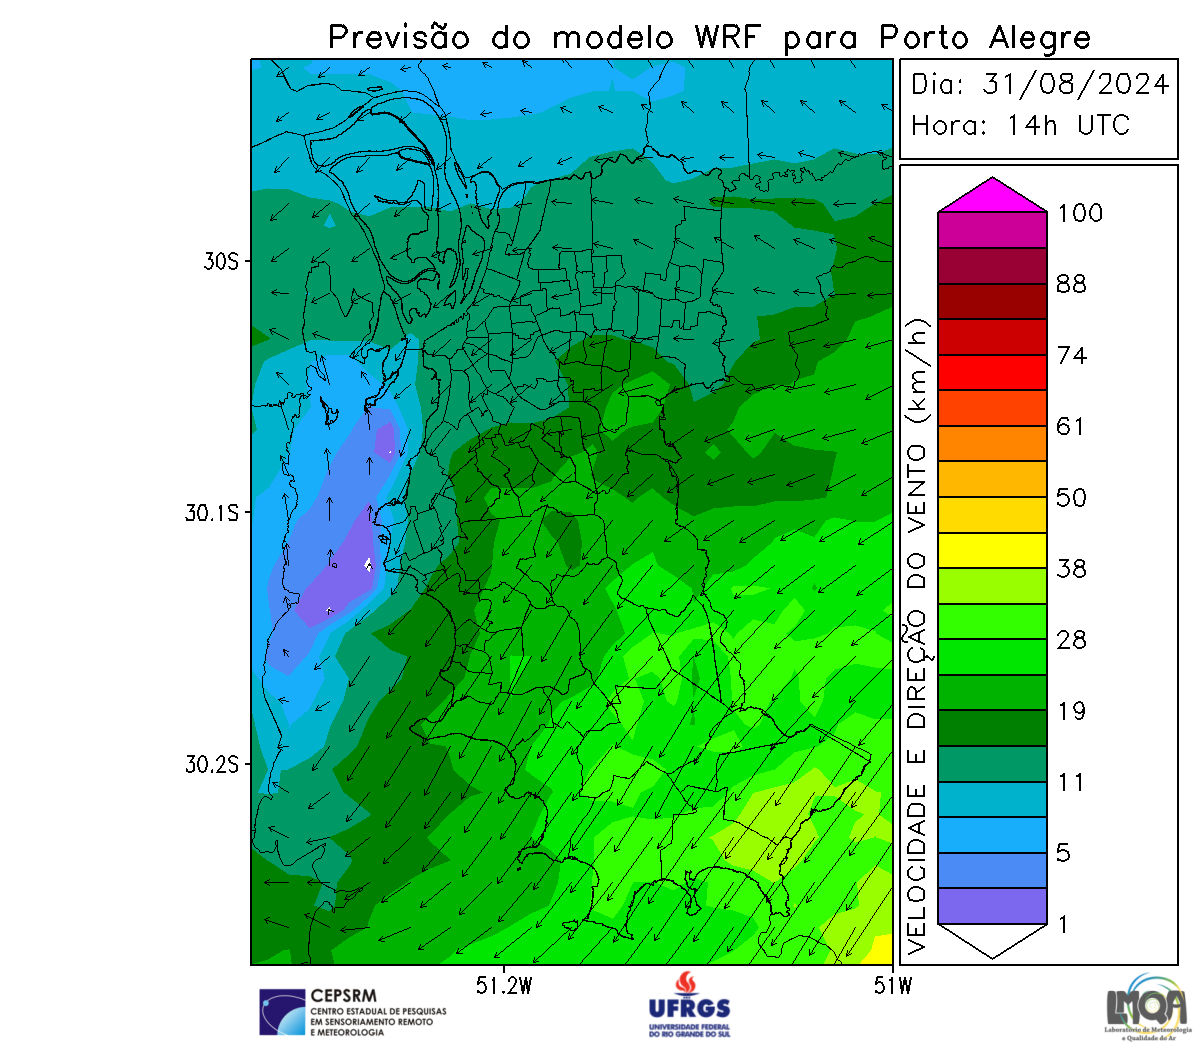 Previsão do modelo WRF para Porto Alegre
Dia: 31/08/2024
Hora: 14h UTC
100
88
74
61
50
38
28
19
11
5
1
VELOCIDADE E DIREÇÃO DO VENTO (km/h)
30S
30.1S
30.2S
51.2W
51W
CEPSRM
CENTRO ESTADUAL DE PESQUISAS
EM SENSORIAMENTO REMOTO
E METEOROLOGIA
UFRGS
UNIVERSIDADE FEDERAL
DO RIO GRANDE DO SUL
LMQA
Laboratório de Meteorologia
e Qualidade do Ar